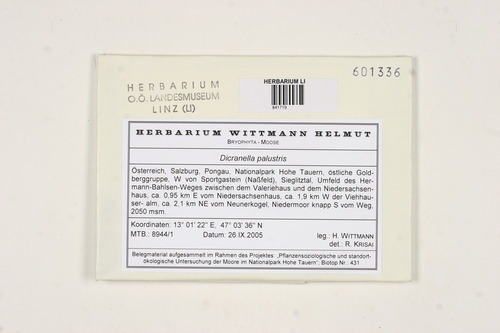 HERBARIUM
O.Ö. LANDESMUSEUM
LINZ (LI)
HERBARIUM LI
841719
601336
HERBARIUM WITTMANN HELMUT
BRYOPHYTA - MOOSE
Dicranella palustris
Österreich, Salzburg, Pongau, Nationalpark Hohe Tauern, östliche Gold-
berggruppe, W von Sportgastein (Naßfeld), Sieglitztal, Umfeld des Her-
mann-Bahlsen-Weges zwischen dem Valeriehaus und dem Niedersachsen-
haus, ca. 0,95 km E vom Niedersachsenhaus, ca. 1,9 km W der Viehhau-
ser- alm, ca. 2,1 km NE vom Neunerkogel; Niedermoor knapp S vom Weg,
2050 msm.
Koordinaten: 13° 01' 22" E, 47° 03' 36" N
MTB.: 8944/1 Datum: 26.IX.2005 leg.: H. WITTMANN
det.: R. KRISAI
Belegmaterial aufgesammelt im Rahmen des Projektes: „Pflanzensoziologische und standort-
ökologische Untersuchung der Moore im Nationalpark Hohe Tauern"; Biotop Nr.: 431